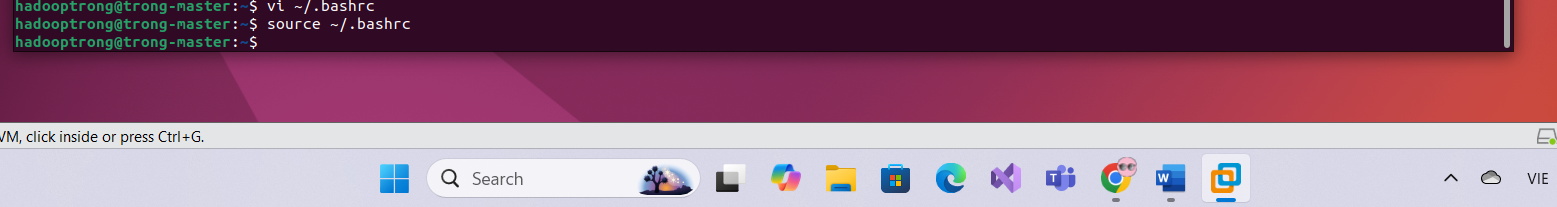 hadooptrong@trong-master:~$ vi ~/.bashrc
hadooptrong@trong-master:~$ source ~/.bashrc
hadooptrong@trong-master:~$
VM, click inside or press Ctrl+G.
Search
VIE